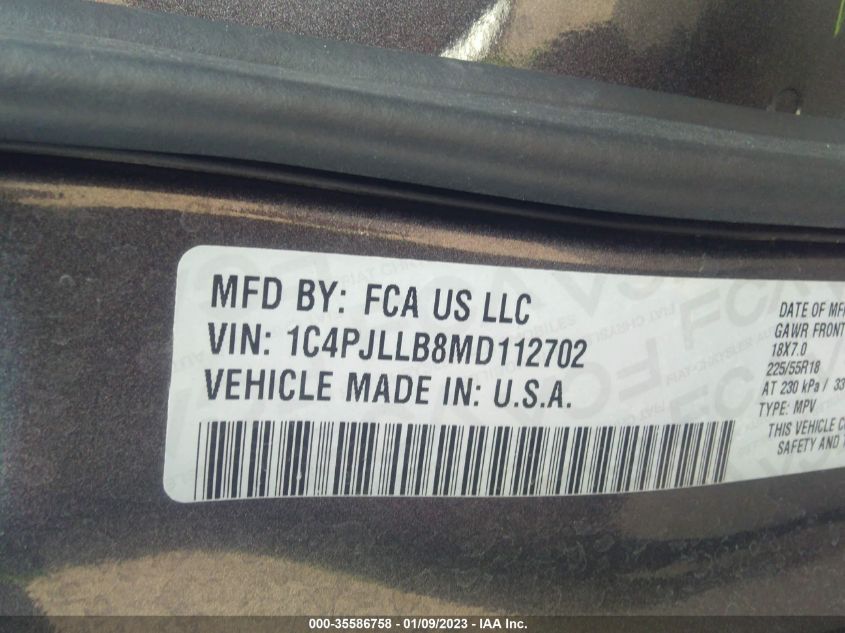 MFD BY: FCA US LLC
VIN: 1C4PJLLB8MD112702
VEHICLE MADE IN: U.S.A.
DATE OF MF
GAWR FRONT
18X7.0
225/55R18
AT 230 kPa / 33
TYPE: MPV
THIS VEHICLE C
SAFETY AND
000-35586758 - 01/09/2023 - IAA Inc.